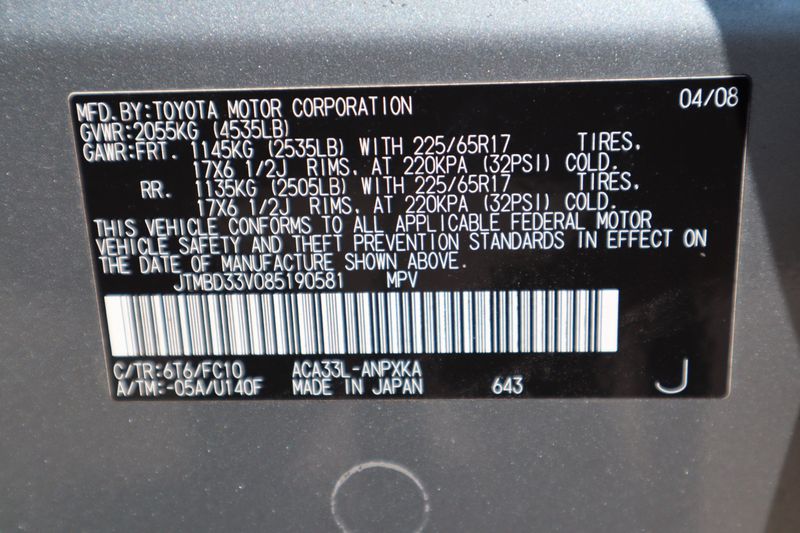 MFD.BY:TOYOTA MOTOR CORPORATION 04/08
GVWR:2055KG (4535LB)
GAWR:FRT. 1145KG (2535LB) WITH 225/65R17 TIRES.
17X6 1/2J RIMS, AT 220KPA (32PSI) COLD.
RR. 1135KG (2505LB) WITH 225/65R17 TIRES.
17X6 1/2J RIMS, AT 220KPA (32PSI) COLD.
THIS VEHICLE CONFORMS TO ALL APPLICABLE FEDERAL MOTOR
VEHICLE SAFETY AND THEFT PREVENTION STANDARDS IN EFFECT ON
THE DATE OF MANUFACTURE SHOWN ABOVE.
JTMBD33V085190581 MPV
C/TR:6T6/FC10 ACA33L-ANPXKA
A/TM:-05A/U140F MADE IN JAPAN 643 J